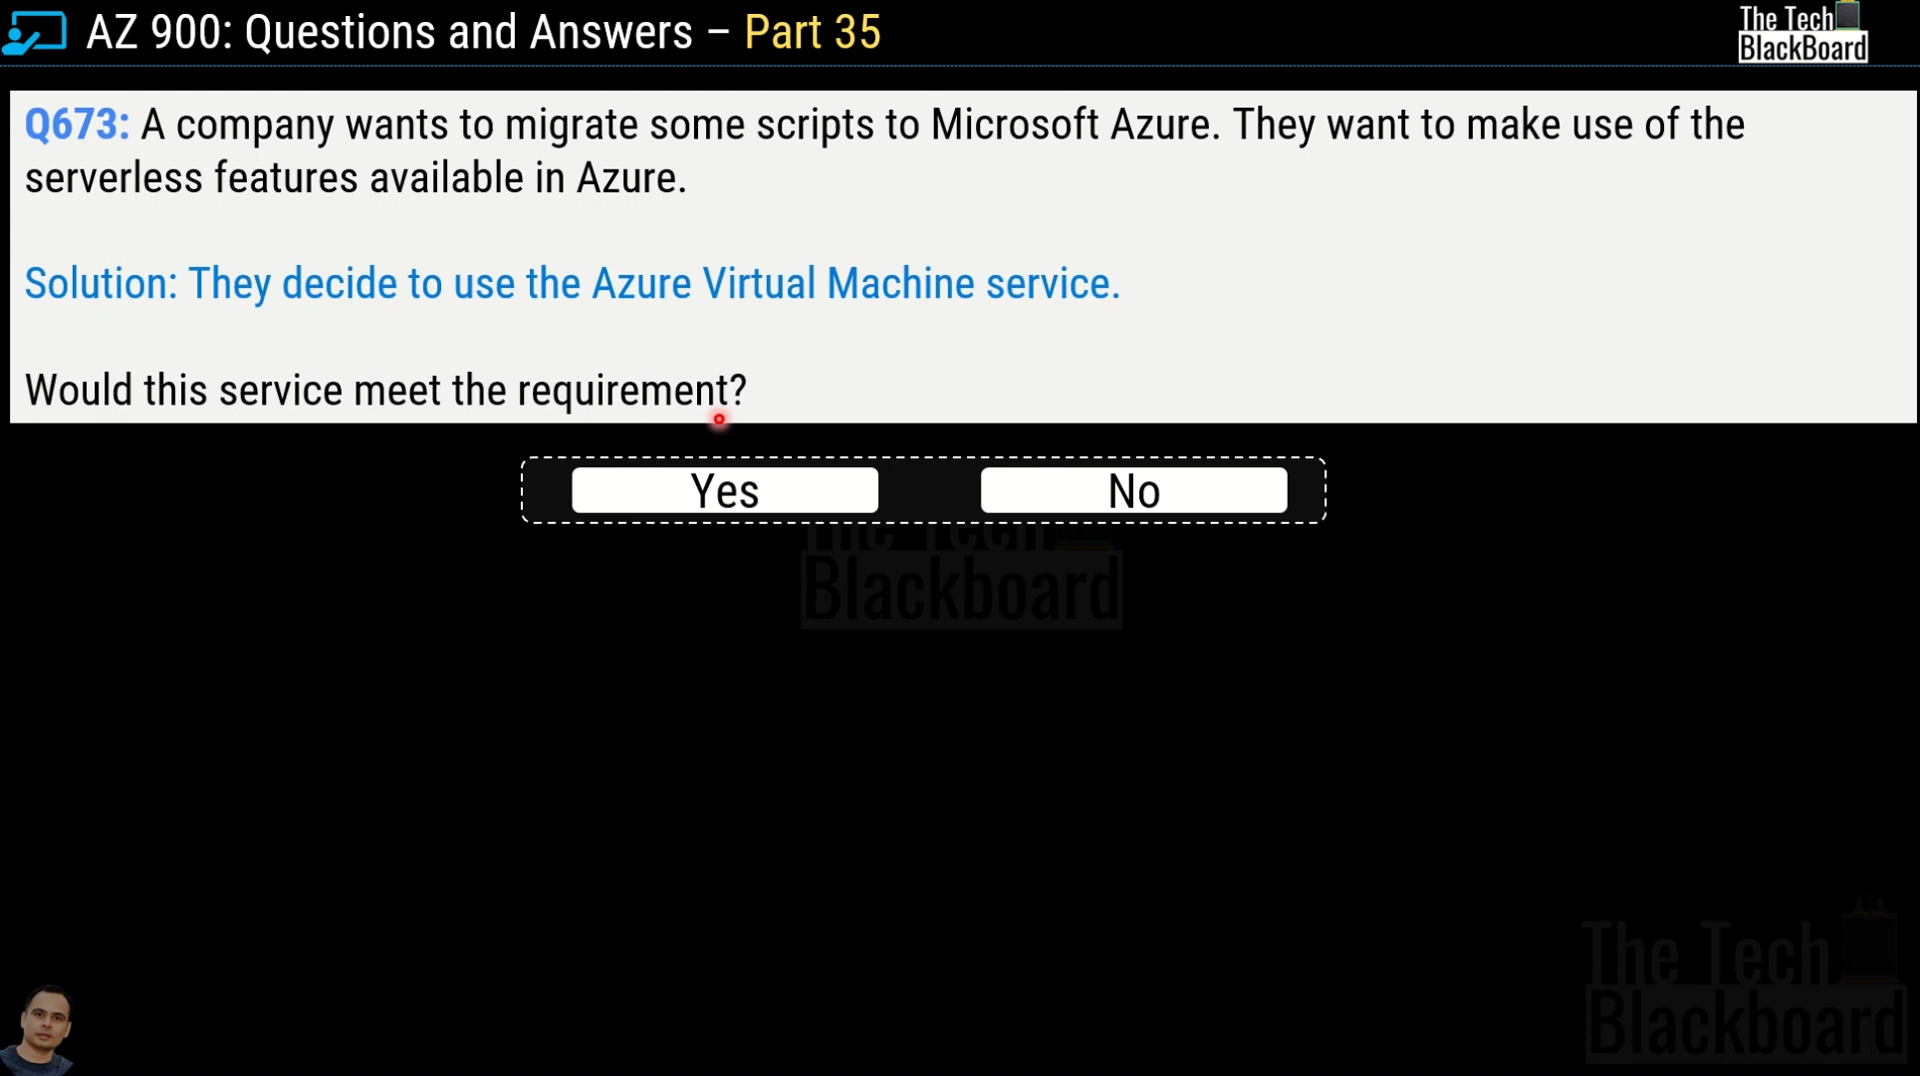 AZ 900: Questions and Answers – Part 35
The Tech
BlackBoard
Q673: A company wants to migrate some scripts to Microsoft Azure. They want to make use of the
serverless features available in Azure.
Solution: They decide to use the Azure Virtual Machine service.
Would this service meet the requirement?
Yes No
The Tech
Blackboard
The Tech
Blackboard